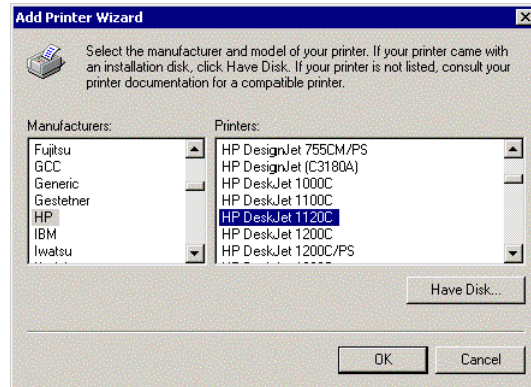 Add Printer Wizard
Select the manufacturer and model of your printer. If your printer came with
an installation disk, click Have Disk. If your printer is not listed, consult your
printer documentation for a compatible printer.
Manufacturers:
Printers:
Fujitsu
GCC
Generic
Gestetner
HP
IBM
Iwatsu
HP DesignJet 755CM/PS
HP DesignJet (C3180A)
HP DeskJet 1000C
HP DeskJet 1100C
HP DeskJet 1120C
HP DeskJet 1200C
HP DeskJet 1200C/PS
Have Disk...
OK
Cancel